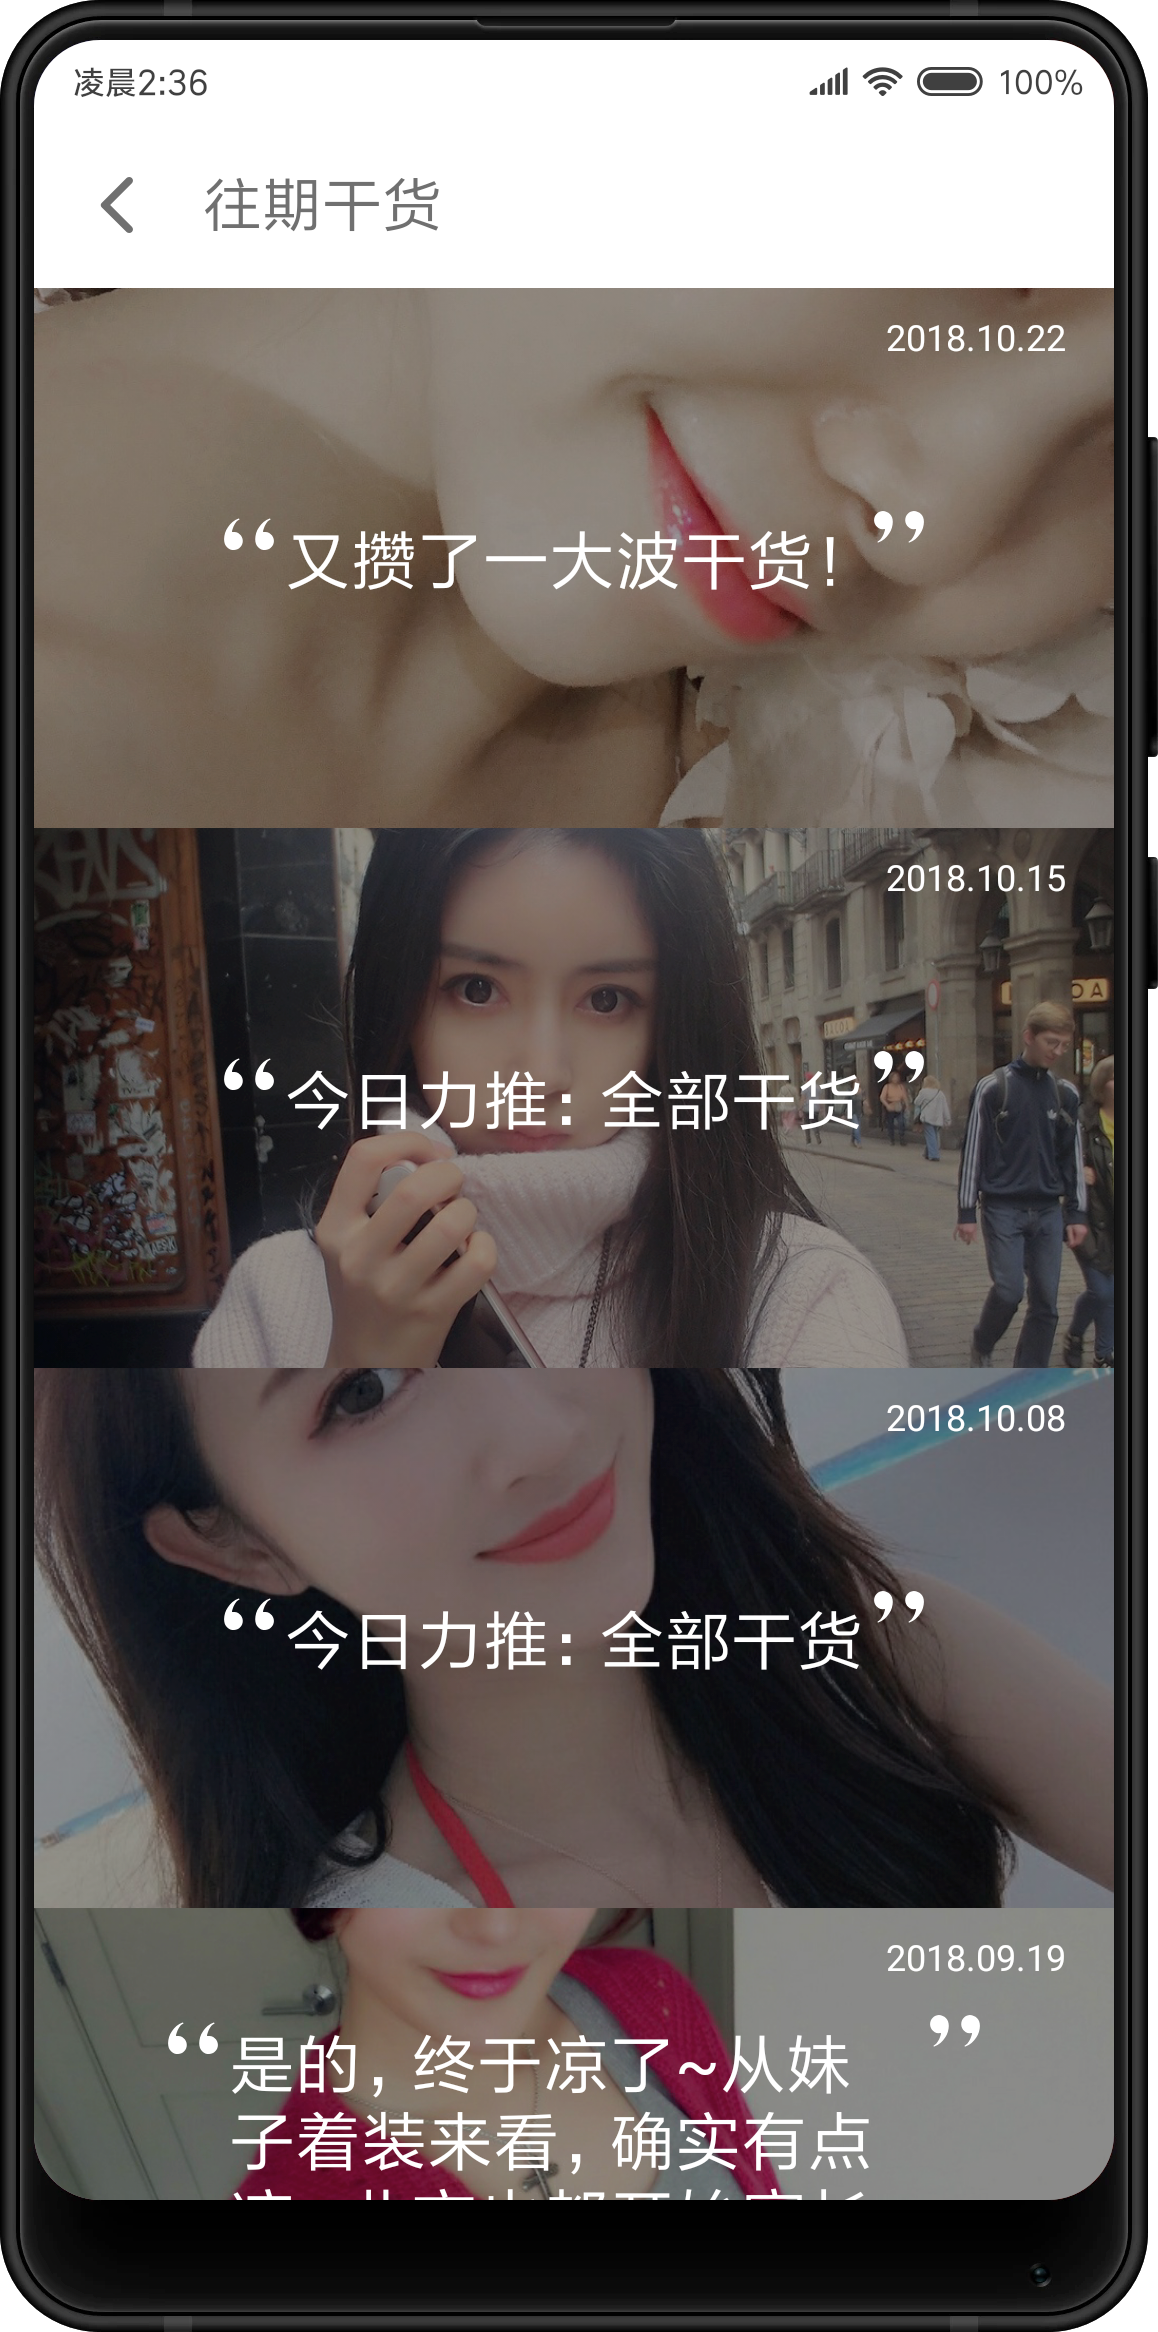 凌晨2:36
100%
往期干货
2018.10.22
“又攒了一大波干货！”
2018.10.15
“今日力推：全部干货”
2018.10.08
“今日力推：全部干货”
2018.09.19
“是的，终于凉了~从妹”
子着装来看，确实有点